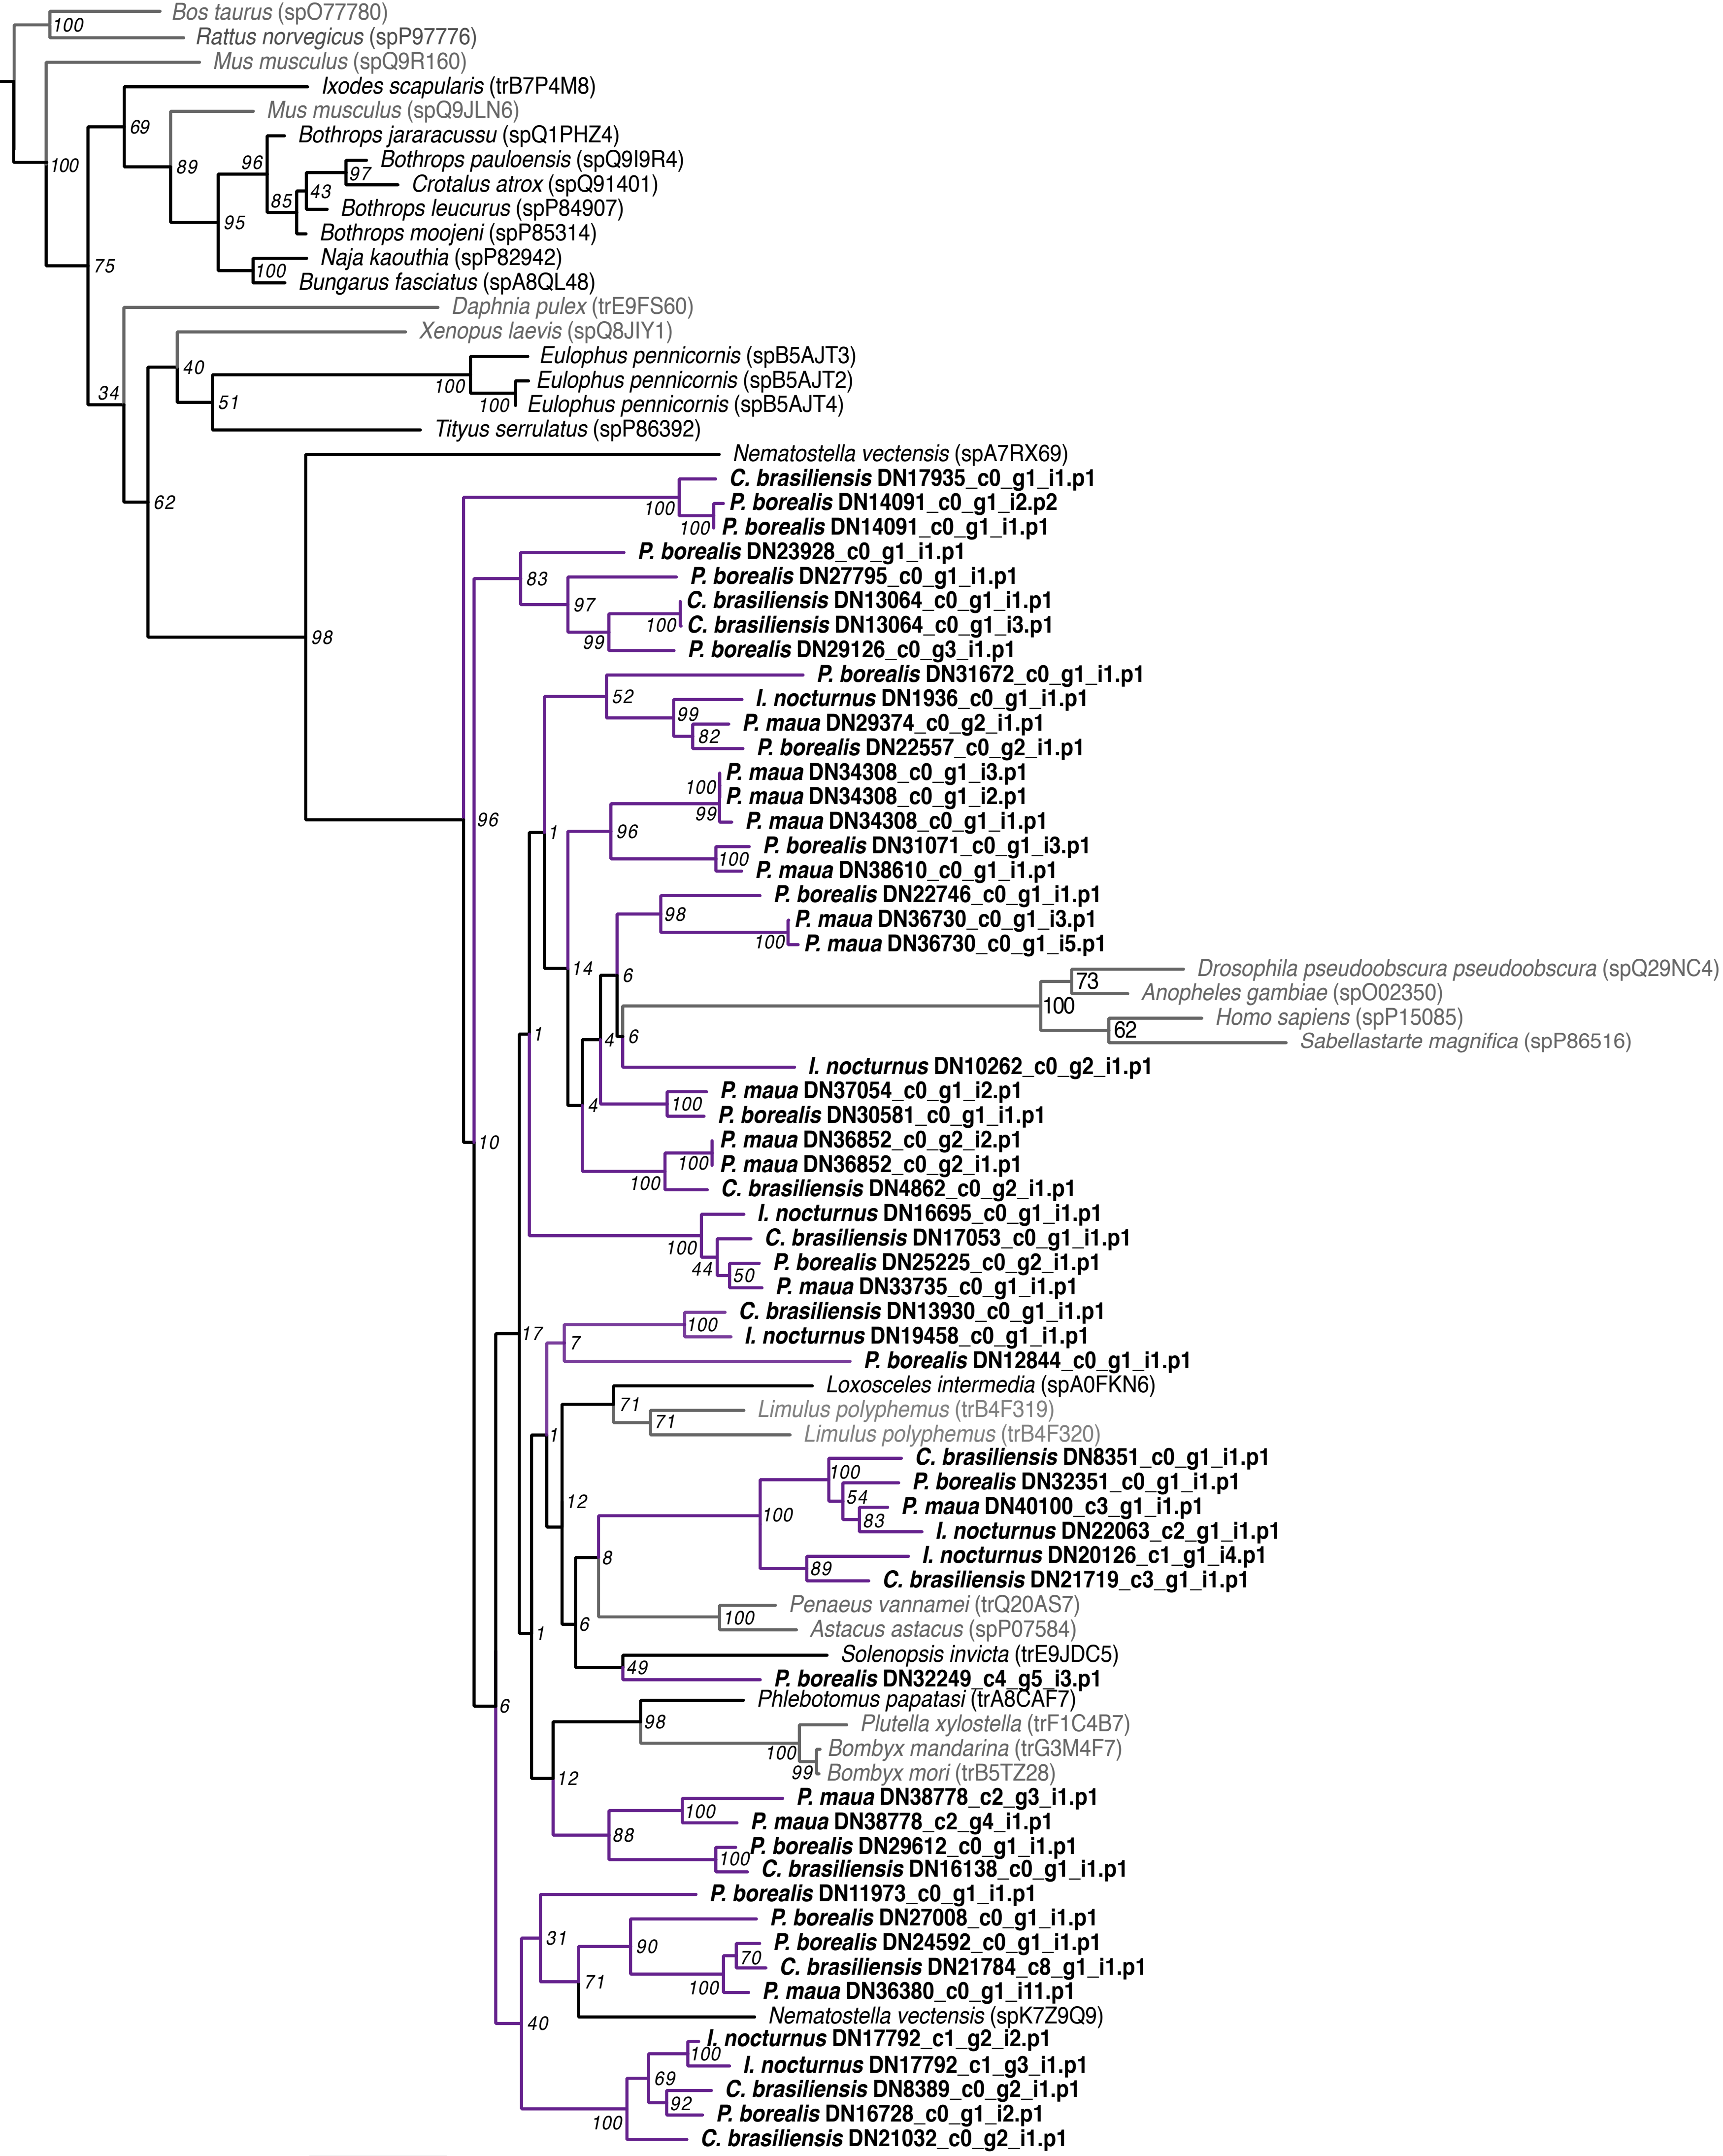 Bos taurus (spO77780)
100
Rattus norvegicus (spP97776)
Mus musculus (spQ9R160)
Ixodes scapularis (trB7P4M8)
Mus musculus (spQ9JLN6)
69
Bothrops jararacussu (spQ1PHZ4)
Bothrops pauloensis (spQ9I9R4)
96
100
89
97
Crotalus atrox (spQ91401)
43
85
Bothrops leucurus (spP84907)
95
Bothrops moojeni (spP85314)
Naja kaouthia (spP82942)
75
100
Bungarus fasciatus (spA8QL48)
Daphnia pulex (trE9FS60)
Xenopus laevis (spQ8JIY1)
Eulophus pennicornis (spB5AJT3)
40
Eulophus pennicornis (spB5AJT2)
100
34
51
100
Eulophus pennicornis (spB5AJT4)
Tityus serrulatus (spP86392)
Nematostella vectensis (spA7RX69)
C. brasiliensis DN17935_c0_g1_i1.p1
62
P. borealis DN14091_c0_g1_i2.p2
100
100
P. borealis DN14091_c0_g1_i1.p1
P. borealis DN23928_c0_g1_i1.p1
83
P. borealis DN27795_c0_g1_i1.p1
97
C. brasiliensis DN13064_c0_g1_i1.p1
100
C. brasiliensis DN13064_c0_g1_i3.p1
98
99
P. borealis DN29126_c0_g3_i1.p1
P. borealis DN31672_c0_g1_i1.p1
52
I. nocturnus DN1936_c0_g1_i1.p1
99
P. maua DN29374_c0_g2_i1.p1
82
P. borealis DN22557_c0_g2_i1.p1
P. maua DN34308_c0_g1_i3.p1
100
P. maua DN34308_c0_g1_i2.p1
99
P. maua DN34308_c0_g1_i1.p1
96
1
96
P. borealis DN31071_c0_g1_i3.p1
100
P. maua DN38610_c0_g1_i1.p1
P. borealis DN22746_c0_g1_i1.p1
98
P. maua DN36730_c0_g1_i3.p1
100
P. maua DN36730_c0_g1_i5.p1
14
6
Drosophila pseudoobscura pseudoobscura (spQ29NC4)
73
Anopheles gambiae (spO02350)
100
Homo sapiens (spP15085)
62
1
4
6
Sabellastarte magnifica (spP86516)
I. nocturnus DN10262_c0_g2_i1.p1
P. maua DN37054_c0_g1_i2.p1
4
100
P. borealis DN30581_c0_g1_i1.p1
10
P. maua DN36852_c0_g2_i2.p1
100
P. maua DN36852_c0_g2_i1.p1
100
C. brasiliensis DN4862_c0_g2_i1.p1
I. nocturnus DN16695_c0_g1_i1.p1
C. brasiliensis DN17053_c0_g1_i1.p1
100
P. borealis DN25225_c0_g2_i1.p1
44
50
P. maua DN33735_c0_g1_i1.p1
C. brasiliensis DN13930_c0_g1_i1.p1
17
100
I. nocturnus DN19458_c0_g1_i1.p1
7
P. borealis DN12844_c0_g1_i1.p1
Loxosceles intermedia (spA0FKN6)
71
Limulus polyphemus (trB4F319)
71
1
Limulus polyphemus (trB4F320)
C. brasiliensis DN8351_c0_g1_i1.p1
100
P. borealis DN32351_c0_g1_i1.p1
12
54
P. maua DN40100_c3_g1_i1.p1
100
83
I. nocturnus DN22063_c2_g1_i1.p1
8
I. nocturnus DN20126_c1_g1_i4.p1
89
C. brasiliensis DN21719_c3_g1_i1.p1
Penaeus vannamei (trQ20AS7)
100
6
1
Astacus astacus (spP07584)
Solenopsis invicta (trE9JDC5)
49
P. borealis DN32249_c4_g5_i3.p1
6
Phlebotomus papatasi (trA8CAF7)
98
Plutella xylostella (trF1C4B7)
100
Bombyx mandarina (trG3M4F7)
99
Bombyx mori (trB5TZ28)
12
P. maua DN38778_c2_g3_i1.p1
100
P. maua DN38778_c2_g4_i1.p1
88
P. borealis DN29612_c0_g1_i1.p1
100
C. brasiliensis DN16138_c0_g1_i1.p1
P. borealis DN11973_c0_g1_i1.p1
P. borealis DN27008_c0_g1_i1.p1
31
90
P. borealis DN24592_c0_g1_i1.p1
70
C. brasiliensis DN21784_c8_g1_i1.p1
71
100
P. maua DN36380_c0_g1_i11.p1
Nematostella vectensis (spK7Z9Q9)
40
I. nocturnus DN17792_c1_g2_i2.p1
100
I. nocturnus DN17792_c1_g3_i1.p1
69
C. brasiliensis DN8389_c0_g2_i1.p1
92
P. borealis DN16728_c0_g1_i2.p1
100
C. brasiliensis DN21032_c0_g2_i1.p1